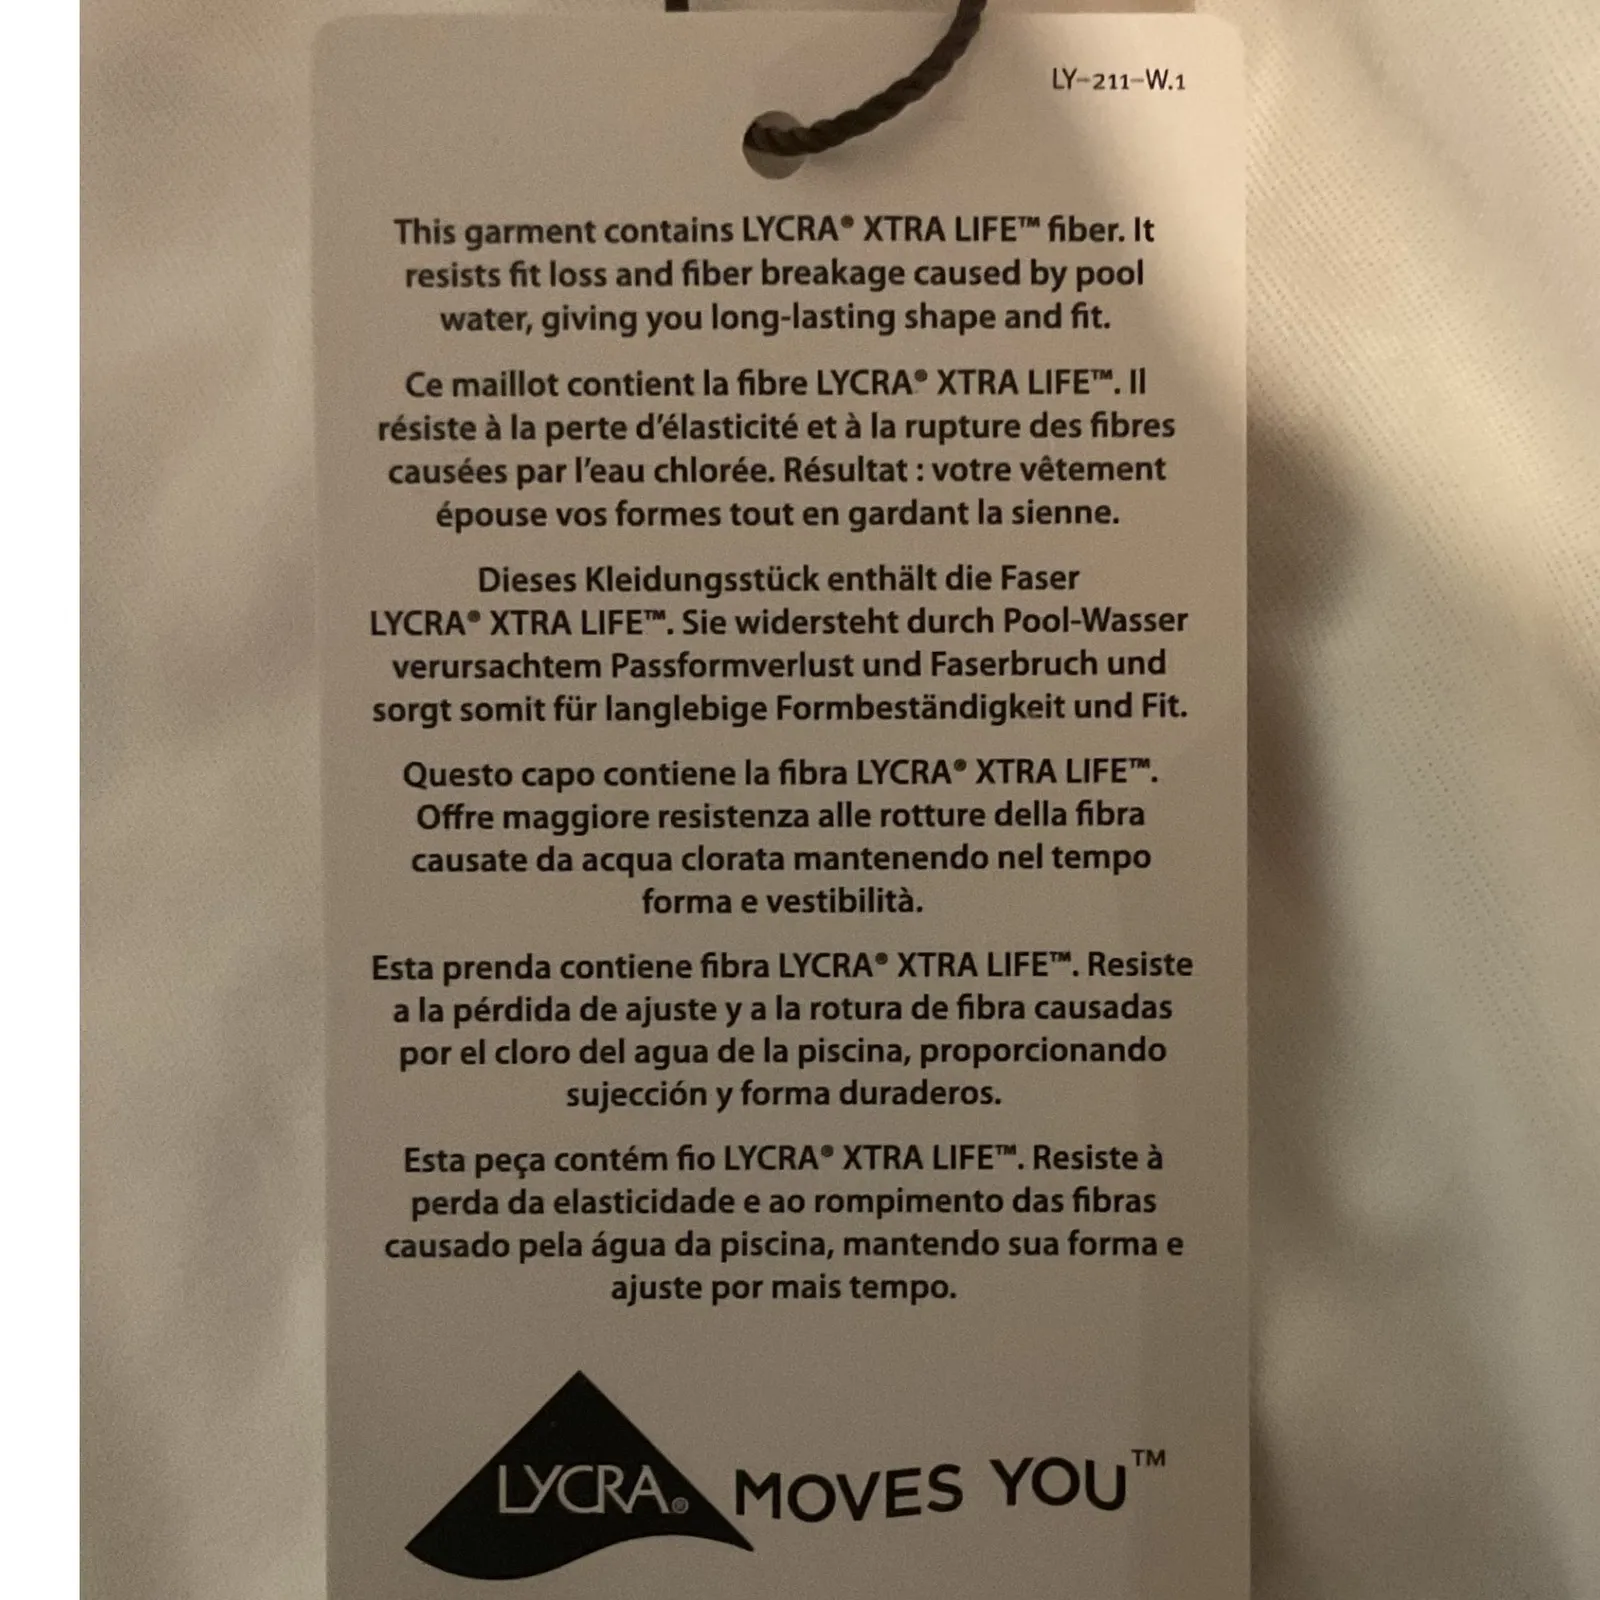 LY-211-W.1
This garment contains LYCRA® XTRA LIFE™ fiber. It
resists fit loss and fiber breakage caused by pool
water, giving you long-lasting shape and fit.
Ce maillot contient la fibre LYCRA® XTRA LIFE™. Il
résiste à la perte d’élasticité et à la rupture des fibres
causées par l’eau chlorée. Résultat : votre vêtement
épouse vos formes tout en gardant la sienne.
Dieses Kleidungsstück enthält die Faser
LYCRA® XTRA LIFE™. Sie widersteht durch Pool-Wasser
verursachtem Passformverlust und Faserbruch und
sorgt somit für langlebige Formbeständigkeit und Fit.
Questo capo contiene la fibra LYCRA® XTRA LIFE™.
Offre maggiore resistenza alle rotture della fibra
causate da acqua clorata mantenendo nel tempo
forma e vestibilità.
Esta prenda contiene fibra LYCRA® XTRA LIFE™. Resiste
a la pérdida de ajuste y a la rotura de fibra causadas
por el cloro del agua de la piscina, proporcionando
sujección y forma duraderos.
Esta peça contém fio LYCRA® XTRA LIFE™. Resiste à
perda da elasticidade e ao rompimento das fibras
causado pela água da piscina, mantendo sua forma e
ajuste por mais tempo.
LYCRA® MOVES YOU™